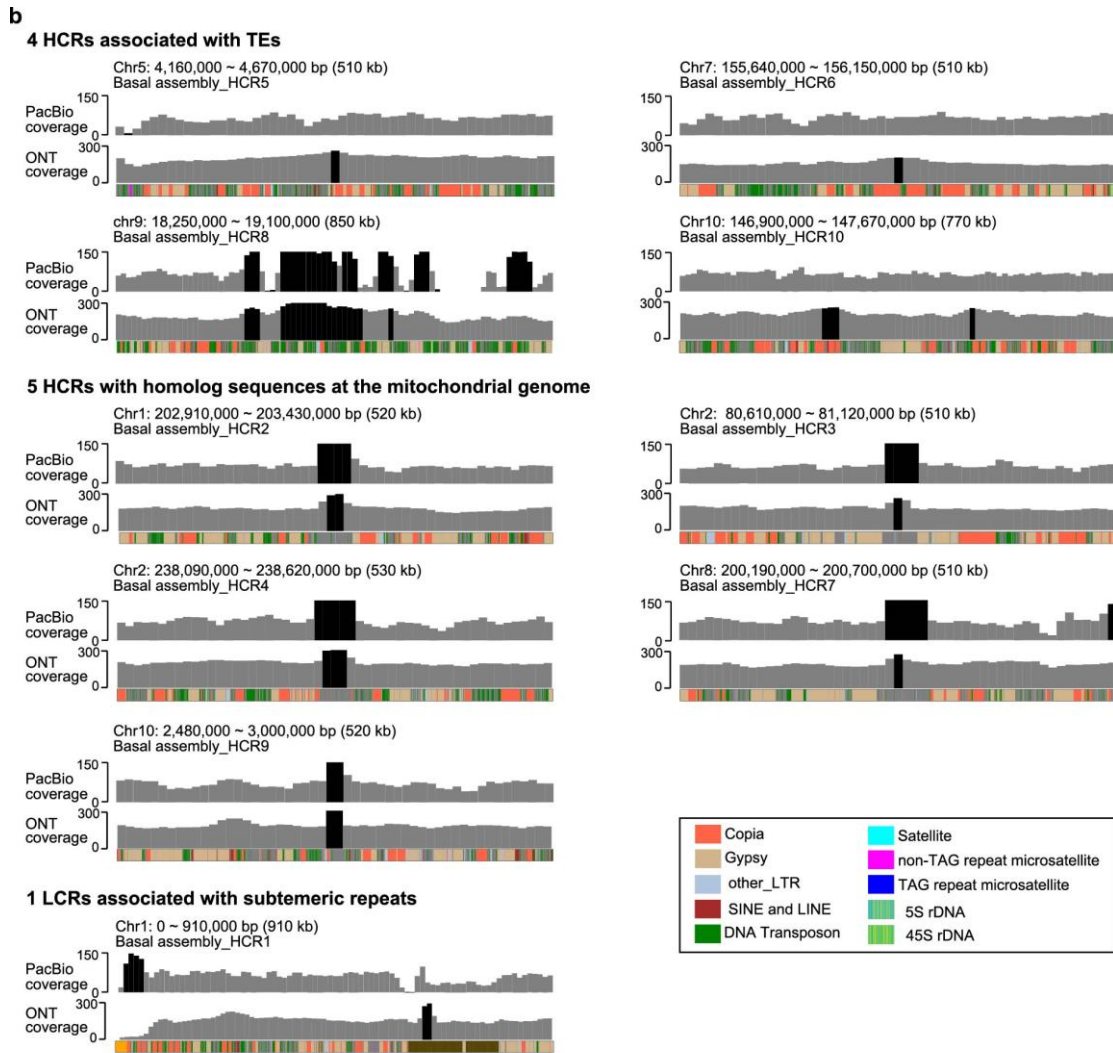 b
4 HCRs associated with TEs
Chr5: 4,160,000 ~ 4,670,000 bp (510 kb)
Basal assembly_HCR5
PacBio
coverage
150
0
ONT
coverage
300
0
Chr7: 155,640,000 ~ 156,150,000 bp (510 kb)
Basal assembly_HCR6
150
0
300
0
chr9: 18,250,000 ~ 19,100,000 (850 kb)
Basal assembly_HCR8
PacBio
coverage
150
0
ONT
coverage
300
0
Chr10: 146,900,000 ~ 147,670,000 bp (770 kb)
Basal assembly_HCR10
150
0
300
0
5 HCRs with homolog sequences at the mitochondrial genome
Chr1: 202,910,000 ~ 203,430,000 bp (520 kb)
Basal assembly_HCR2
PacBio
coverage
150
0
ONT
coverage
300
0
Chr2: 80,610,000 ~ 81,120,000 bp (510 kb)
Basal assembly_HCR3
150
0
300
0
Chr2: 238,090,000 ~ 238,620,000 bp (530 kb)
Basal assembly_HCR4
PacBio
coverage
150
0
ONT
coverage
300
0
Chr8: 200,190,000 ~ 200,700,000 bp (510 kb)
Basal assembly_HCR7
150
0
300
0
Chr10: 2,480,000 ~ 3,000,000 bp (520 kb)
Basal assembly_HCR9
PacBio
coverage
150
0
ONT
coverage
300
0
1 LCRs associated with subtemeric repeats
Chr1: 0 ~ 910,000 bp (910 kb)
Basal assembly_HCR1
PacBio
coverage
150
0
ONT
coverage
300
0
Copia
Gypsy
other_LTR
SINE and LINE
DNA Transposon
Satellite
non-TAG repeat microsatellite
TAG repeat microsatellite
5S rDNA
45S rDNA